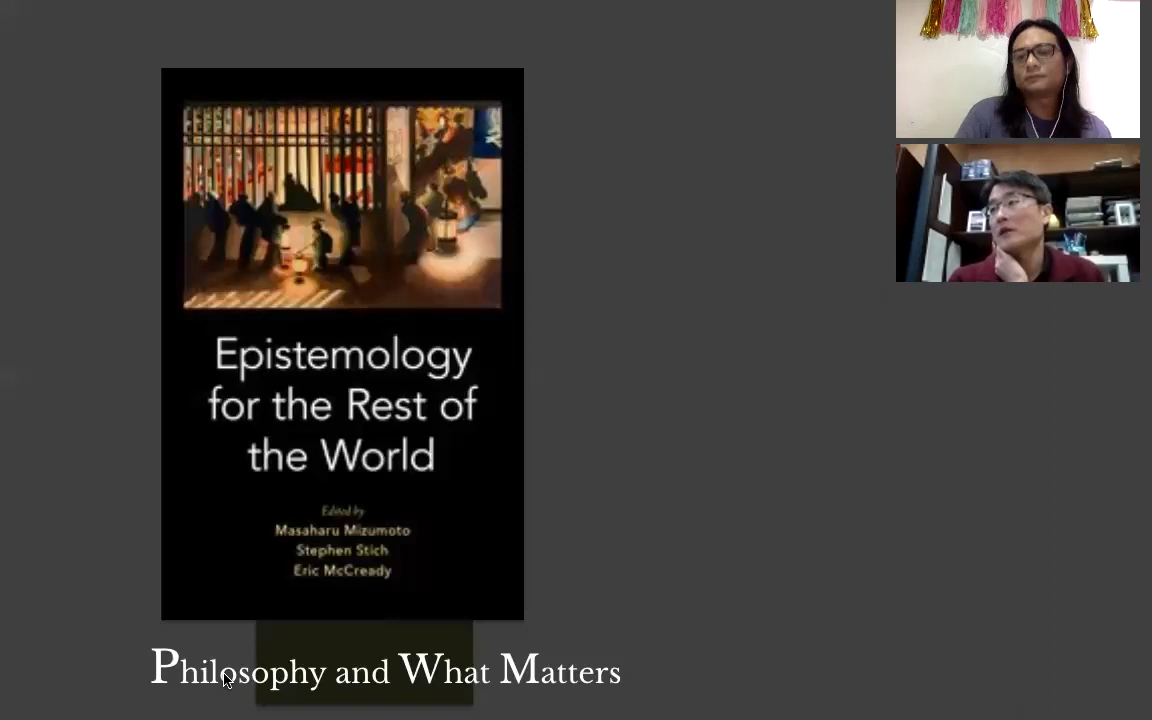 Epistemology
for the Rest of
the World
Edited by
Masaharu Mizumoto
Stephen Stich
Eric McCready
Philosophy and What Matters